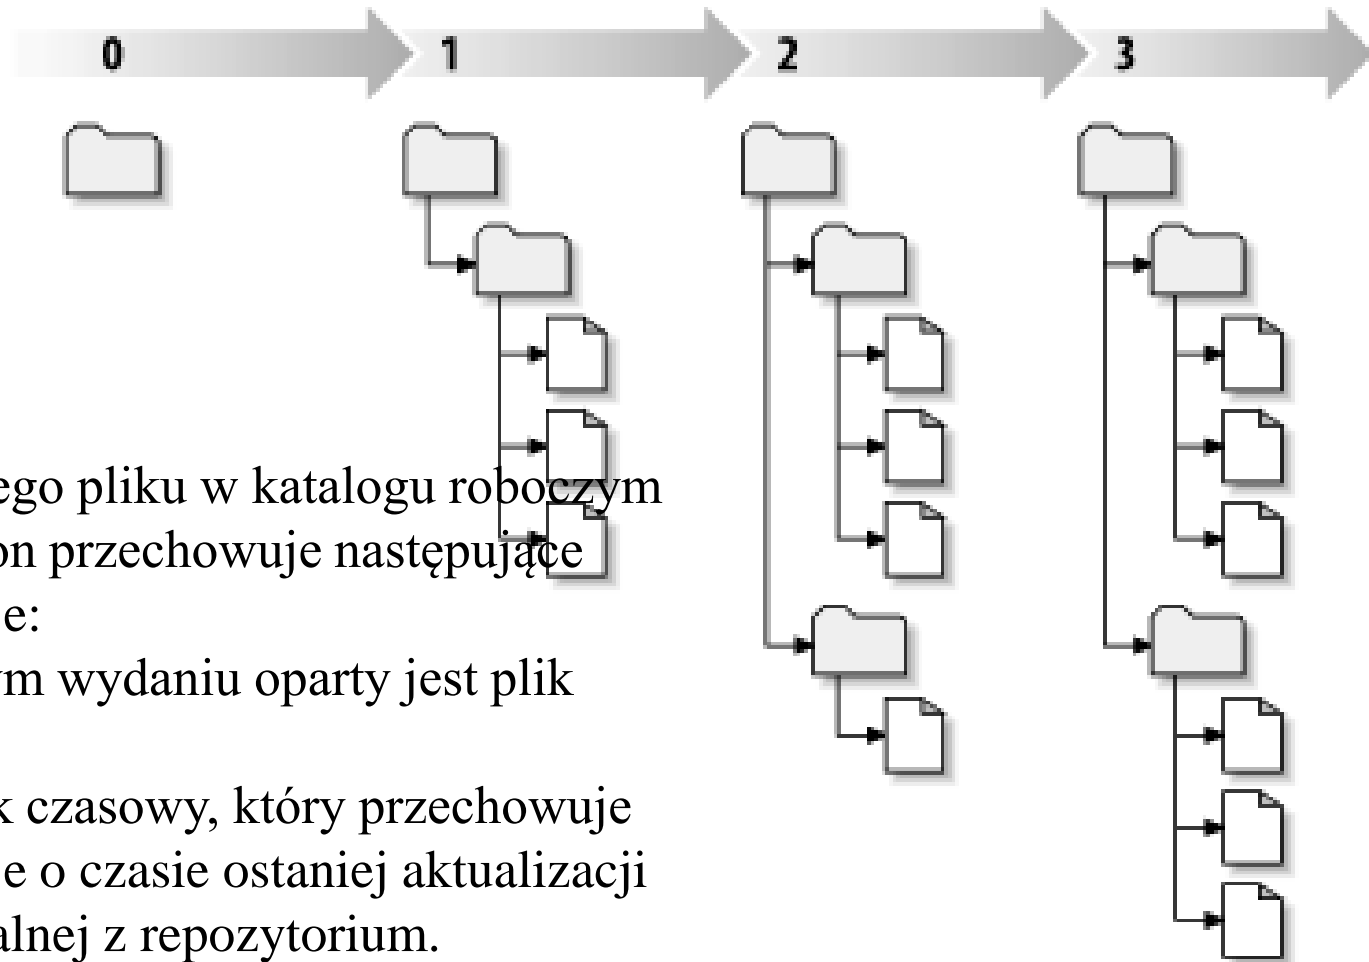 0 1 2 3
ego pliku w katalogu roboczym
on przechowuje następujące
e:
ym wydaniu oparty jest plik
k czasowy, który przechowuje
e o czasie ostaniej aktualizacji
alnej z repozytorium.